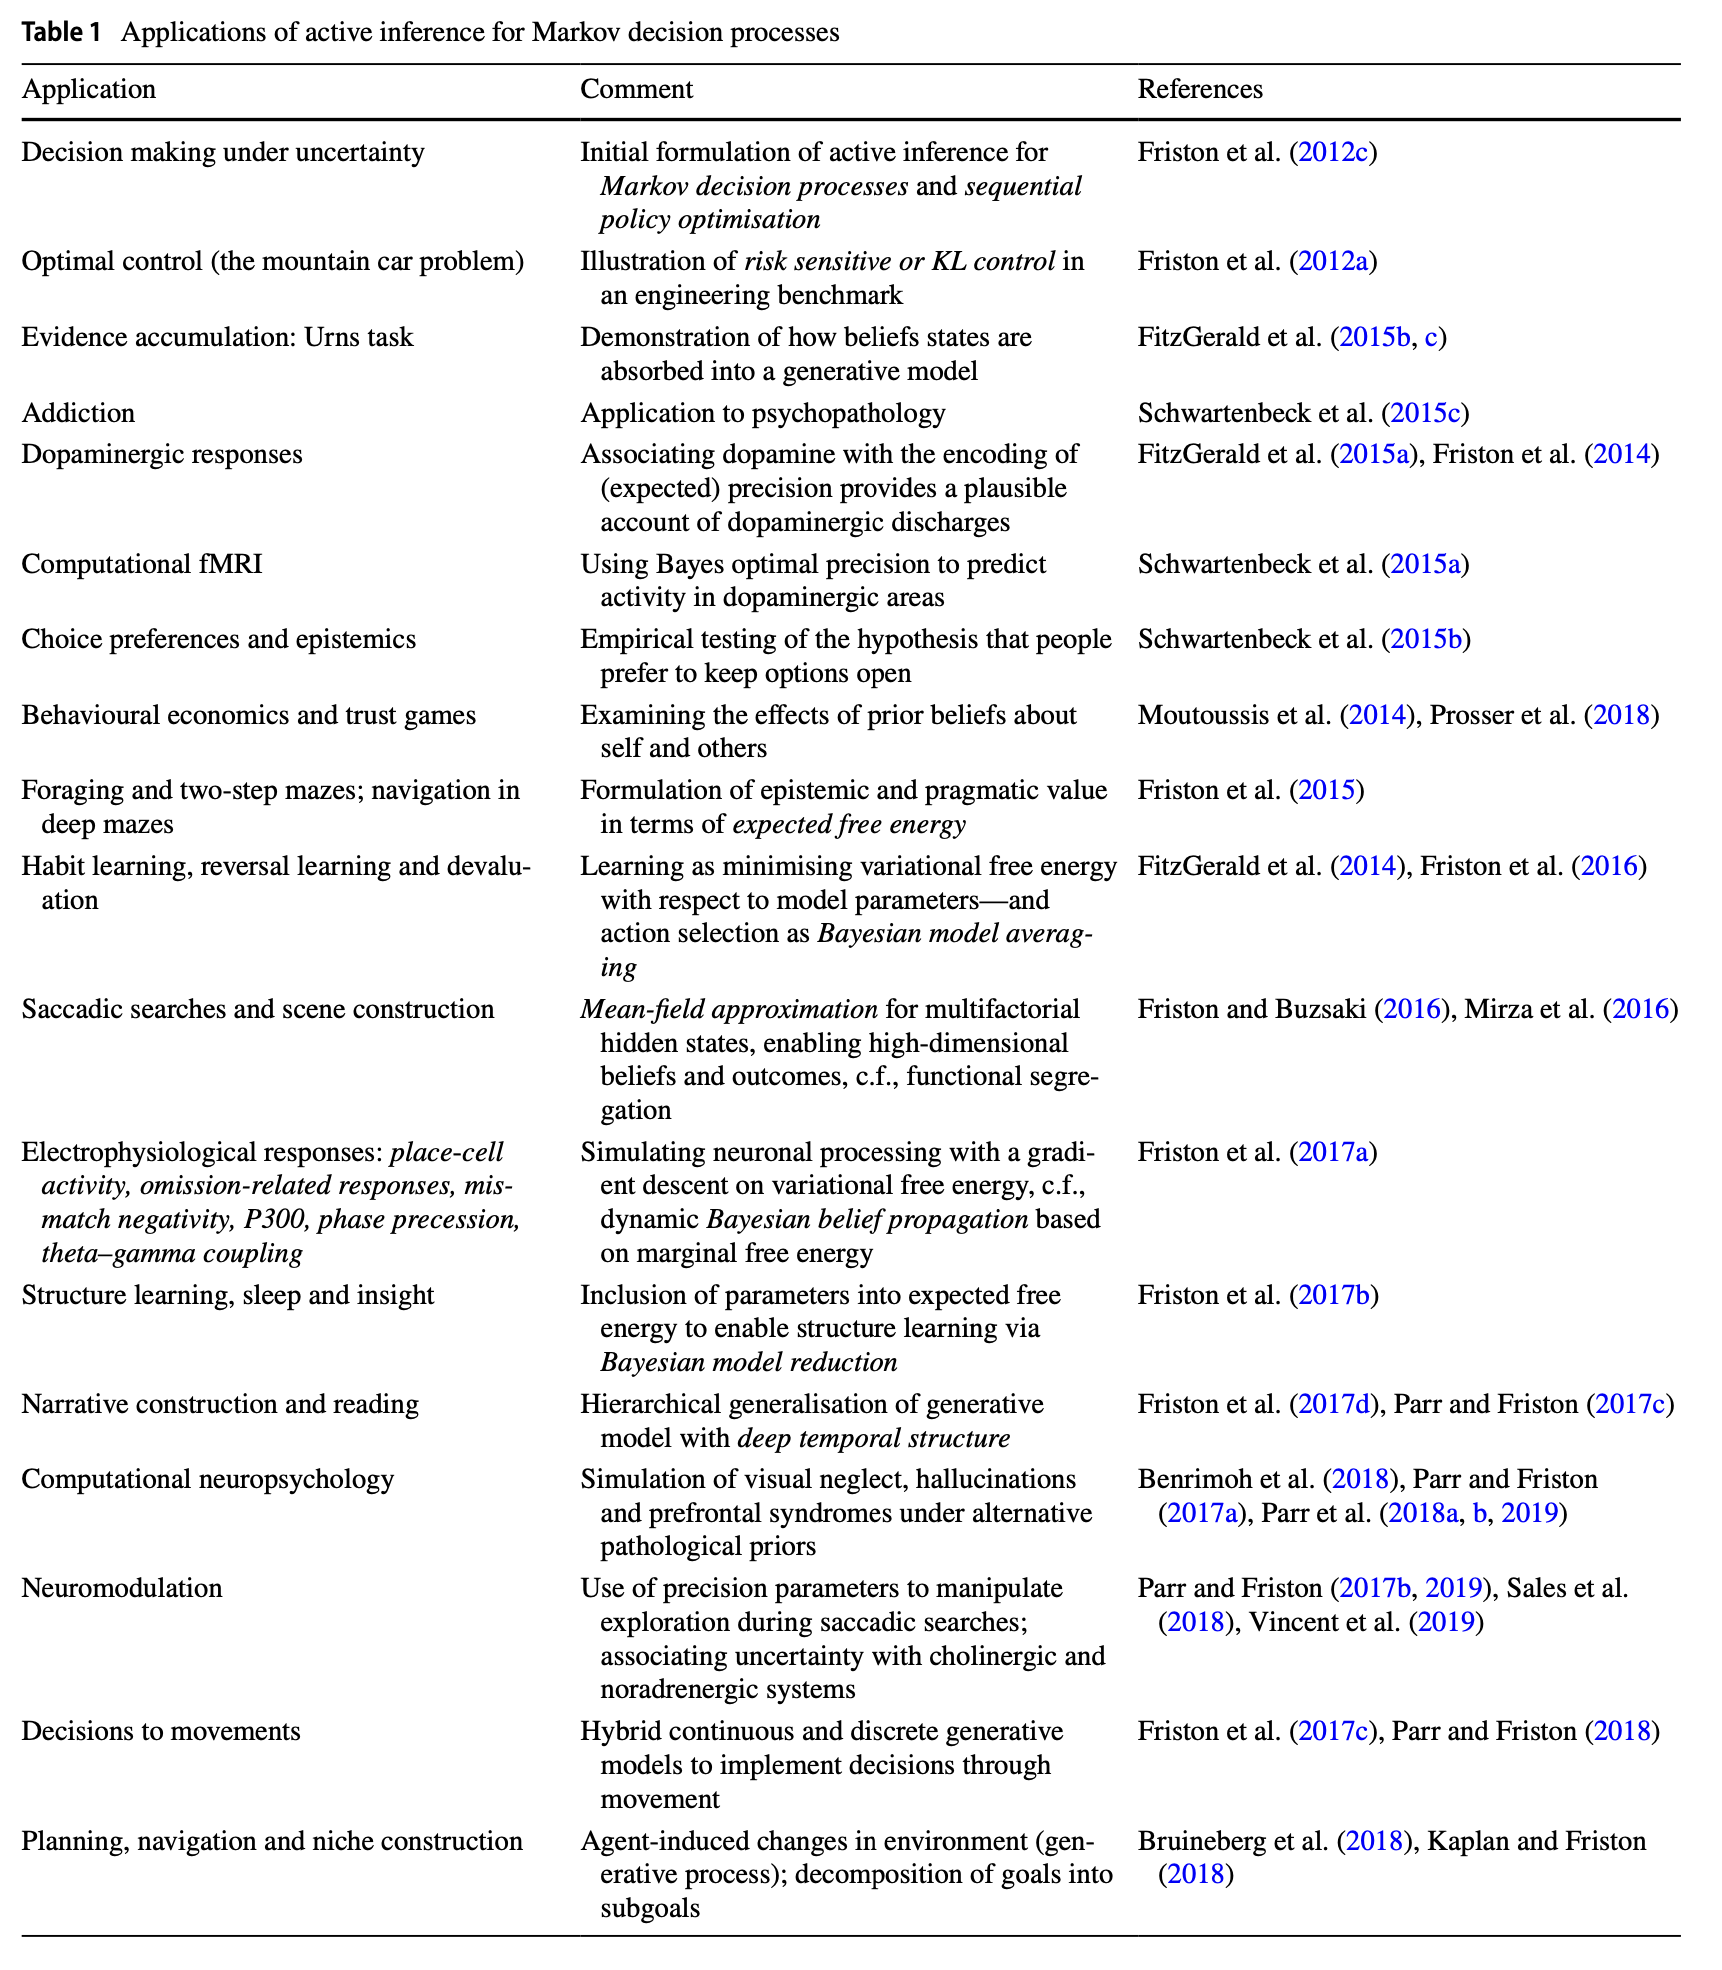 Table 1 Applications of active inference for Markov decision processes
Application Comment References
Decision making under uncertainty Initial formulation of active inference for Friston et al. (2012c)
Markov decision processes and sequential
policy optimisation
Optimal control (the mountain car problem) Illustration of risk sensitive or KL control in Friston et al. (2012a)
an engineering benchmark
Evidence accumulation: Urns task Demonstration of how beliefs states are FitzGerald et al. (2015b, c)
absorbed into a generative model
Addiction Application to psychopathology Schwartenbeck et al. (2015c)
Dopaminergic responses Associating dopamine with the encoding of FitzGerald et al. (2015a), Friston et al. (2014)
(expected) precision provides a plausible
account of dopaminergic discharges
Computational fMRI Using Bayes optimal precision to predict Schwartenbeck et al. (2015a)
activity in dopaminergic areas
Choice preferences and epistemics Empirical testing of the hypothesis that people Schwartenbeck et al. (2015b)
prefer to keep options open
Behavioural economics and trust games Examining the effects of prior beliefs about Moutoussis et al. (2014), Prosser et al. (2018)
self and others
Foraging and two-step mazes; navigation in Formulation of epistemic and pragmatic value Friston et al. (2015)
deep mazes in terms of expected free energy
Habit learning, reversal learning and devalu- Learning as minimising variational free energy FitzGerald et al. (2014), Friston et al. (2016)
ation with respect to model parameters—and
action selection as Bayesian model averag-
ing
Saccadic searches and scene construction Mean-field approximation for multifactorial Friston and Buzsaki (2016), Mirza et al. (2016)
hidden states, enabling high-dimensional
beliefs and outcomes, c.f., functional segre-
gation
Electrophysiological responses: place-cell Simulating neuronal processing with a gradi- Friston et al. (2017a)
activity, omission-related responses, mis- ent descent on variational free energy, c.f.,
match negativity, P300, phase precession, dynamic Bayesian belief propagation based
theta–gamma coupling on marginal free energy
Structure learning, sleep and insight Inclusion of parameters into expected free Friston et al. (2017b)
energy to enable structure learning via
Bayesian model reduction
Narrative construction and reading Hierarchical generalisation of generative Friston et al. (2017d), Parr and Friston (2017c)
model with deep temporal structure
Computational neuropsychology Simulation of visual neglect, hallucinations Benrimoh et al. (2018), Parr and Friston
and prefrontal syndromes under alternative (2017a), Parr et al. (2018a, b, 2019)
pathological priors
Neuromodulation Use of precision parameters to manipulate Parr and Friston (2017b, 2019), Sales et al.
exploration during saccadic searches; (2018), Vincent et al. (2019)
associating uncertainty with cholinergic and
noradrenergic systems
Decisions to movements Hybrid continuous and discrete generative Friston et al. (2017c), Parr and Friston (2018)
models to implement decisions through
movement
Planning, navigation and niche construction Agent-induced changes in environment (gen- Bruineberg et al. (2018), Kaplan and Friston
erative process); decomposition of goals into (2018)
subgoals